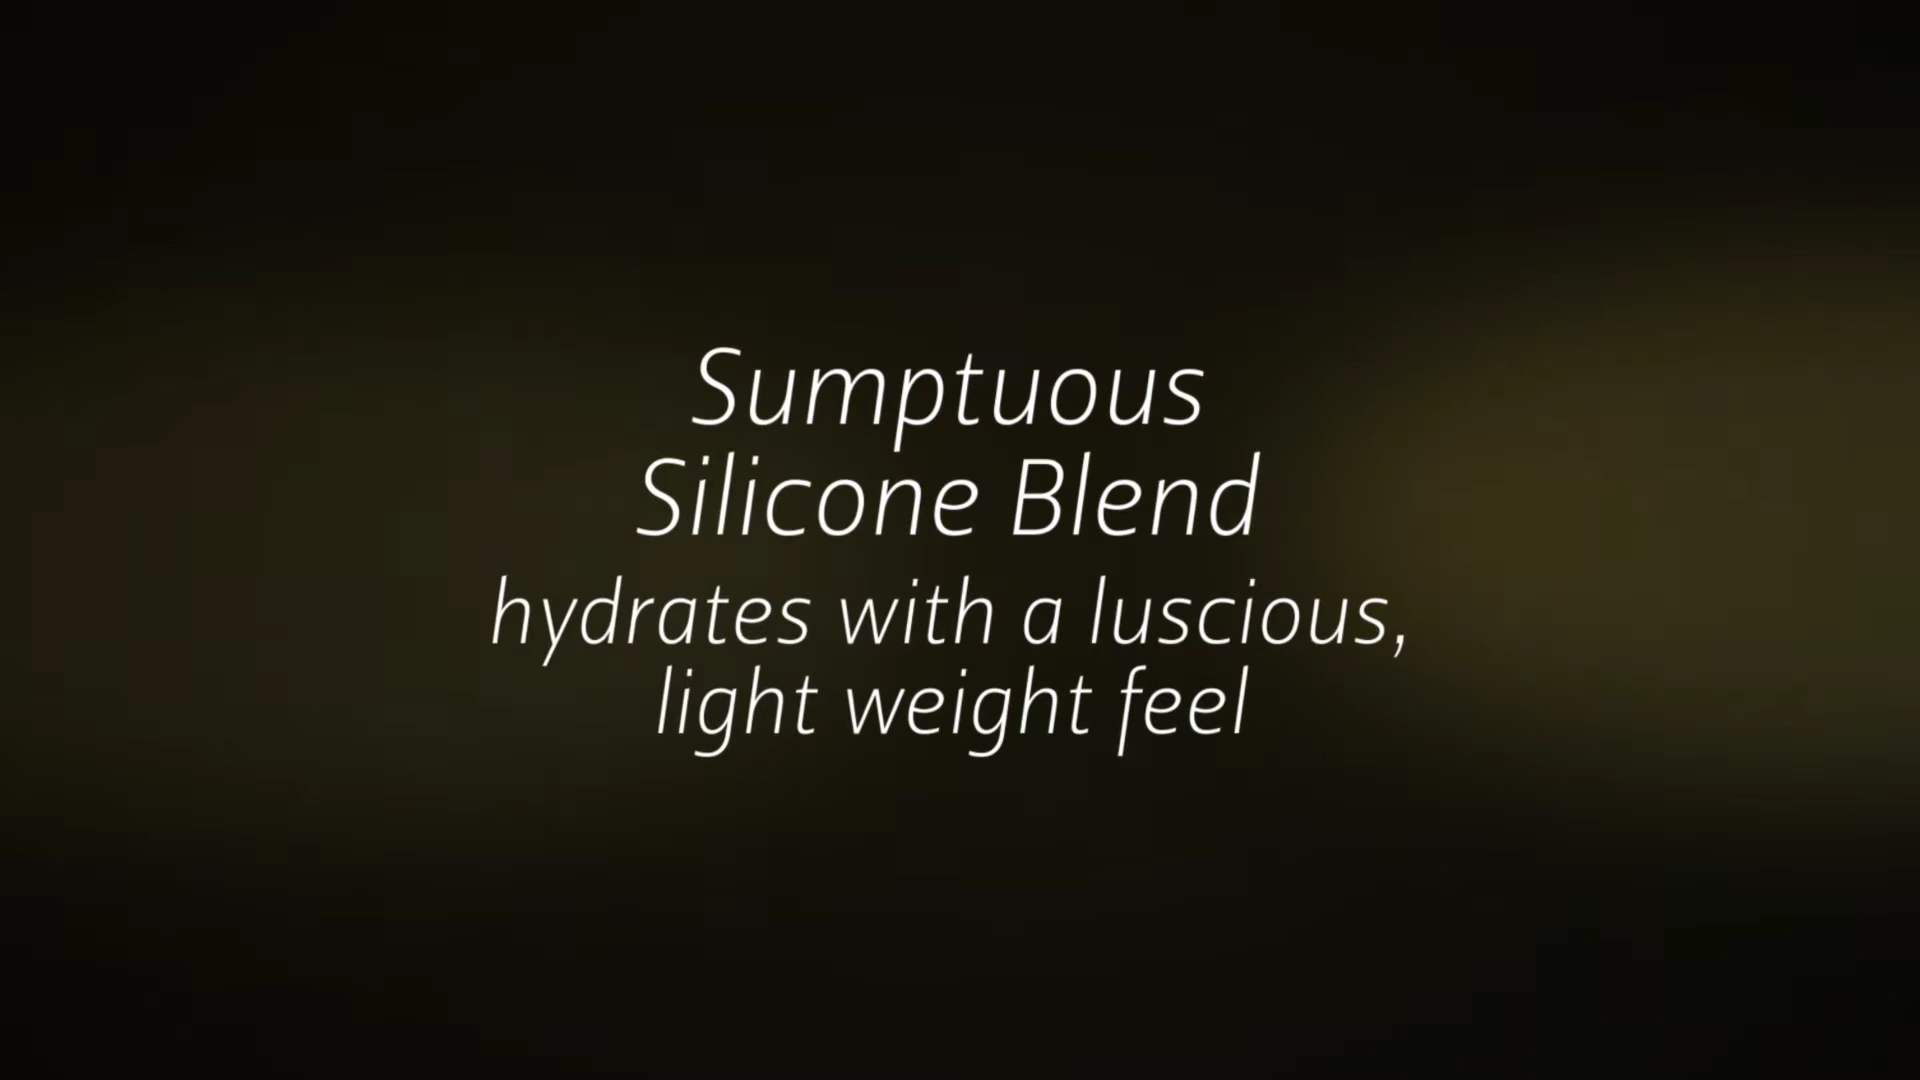 Sumptuous
Silicone Blend
hydrates with a luscious,
light weight feel